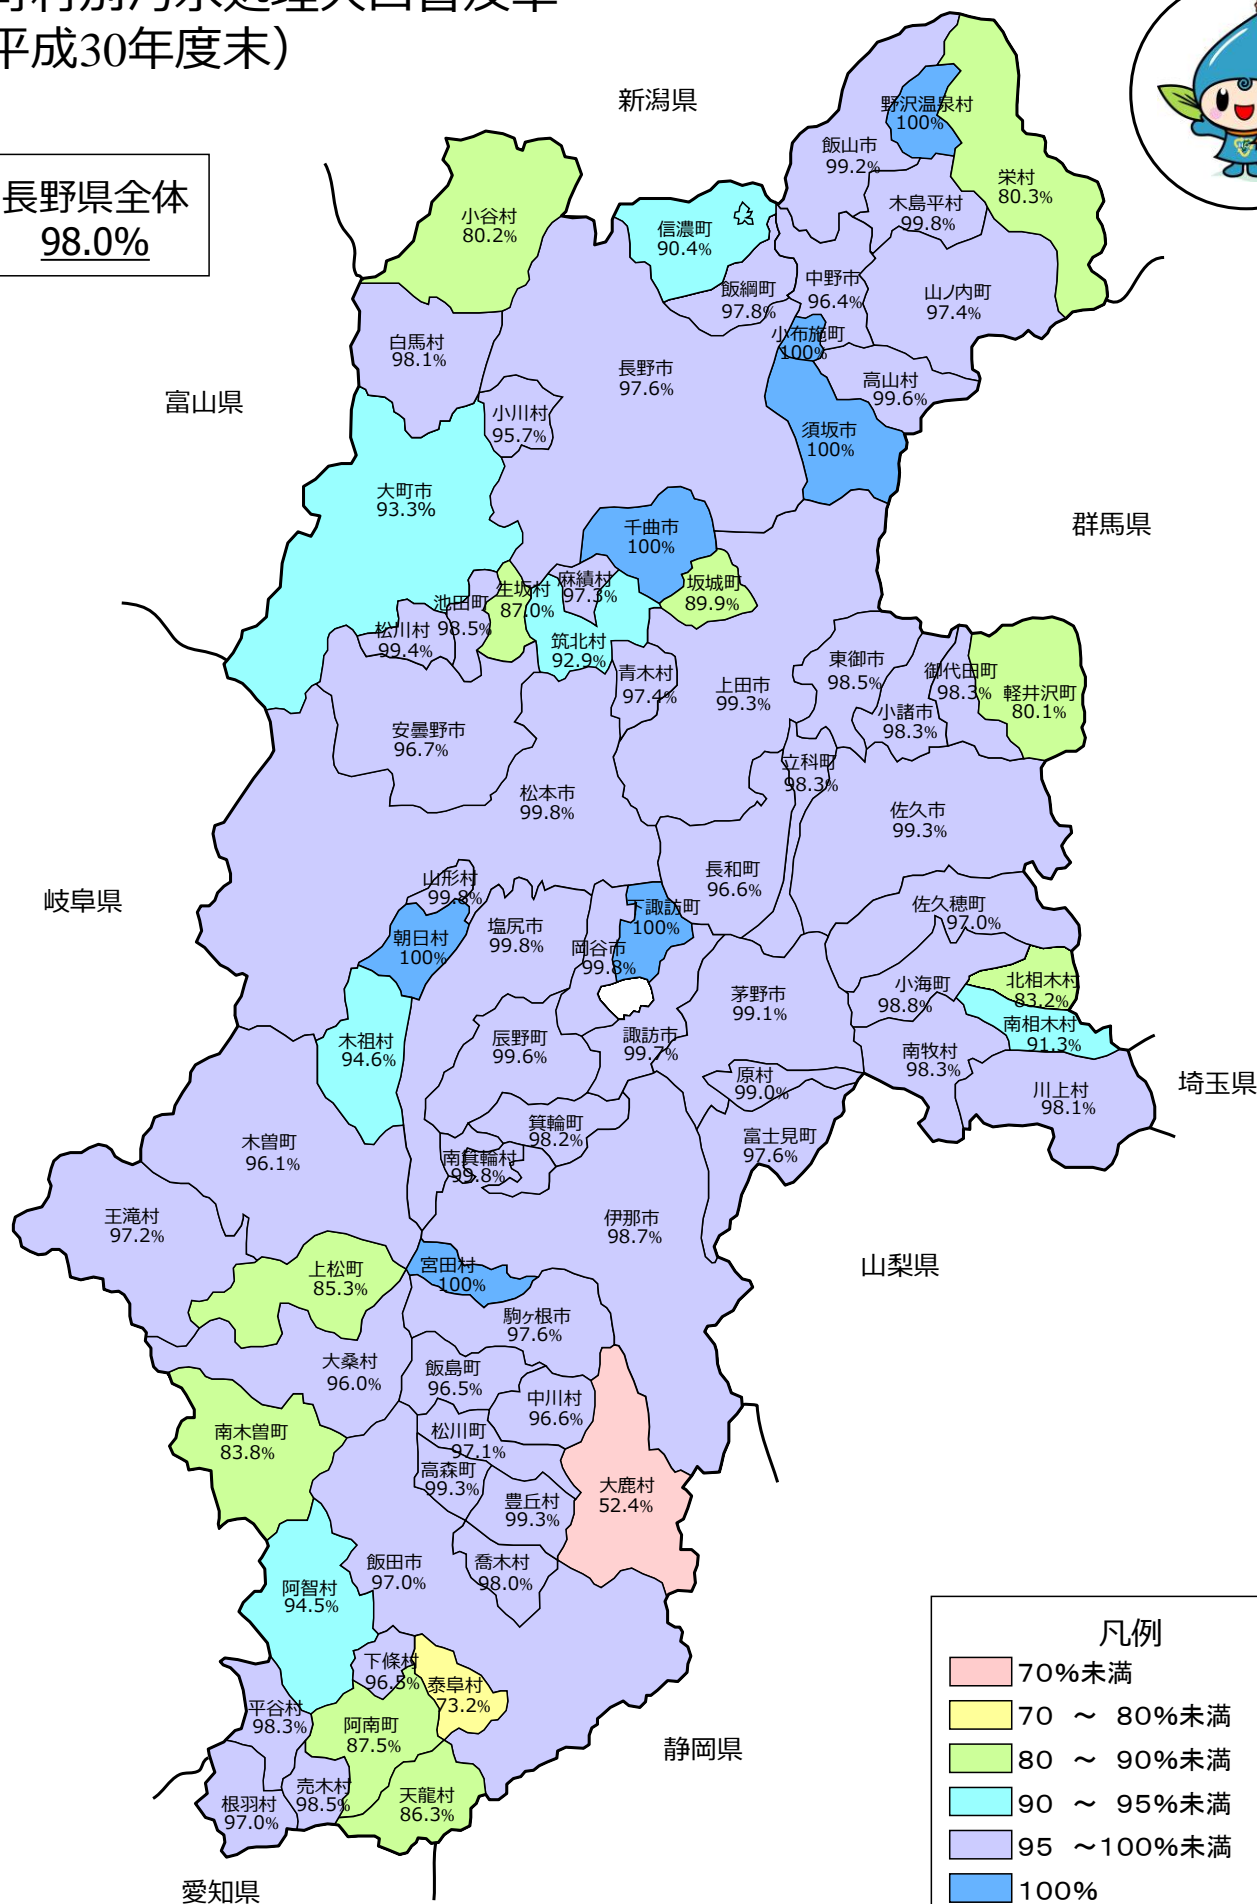 平成30年度末）
長野県全体
98.0%
新潟県
富山県
群馬県
岐阜県
埼玉県
山梨県
静岡県
愛知県
野沢温泉村
100%
飯山市
99.2%
栄村
80.3%
木島平村
99.8%
小谷村
80.2%
信濃町
90.4%
飯綱町
97.8%
中野市
96.4%
山ノ内町
97.4%
白馬村
98.1%
小布施町
100%
長野市
97.6%
高山村
99.6%
小川村
95.7%
須坂市
100%
大町市
93.3%
千曲市
100%
麻績村
97.3%
坂城町
89.9%
生坂村
87.0%
池田町
98.5%
松川村
99.4%
筑北村
92.9%
青木村
97.4%
上田市
99.3%
東御市
98.5%
御代田町
98.3%
軽井沢町
80.1%
小諸市
98.3%
安曇野市
96.7%
立科町
98.3%
松本市
99.8%
佐久市
99.3%
長和町
96.6%
山形村
99.8%
下諏訪町
100%
佐久穂町
97.0%
朝日村
100%
塩尻市
99.8%
岡谷市
99.8%
茅野市
99.1%
小海町
98.8%
北相木村
83.2%
南相木村
91.3%
木祖村
94.6%
辰野町
99.6%
諏訪市
99.7%
南牧村
98.3%
原村
99.0%
川上村
98.1%
箕輪町
98.2%
富士見町
97.6%
木曽町
96.1%
南箕輪村
99.8%
王滝村
97.2%
伊那市
98.7%
上松町
85.3%
宮田村
100%
駒ヶ根市
97.6%
大桑村
96.0%
飯島町
96.5%
中川村
96.6%
南木曽町
83.8%
松川町
97.1%
高森町
99.3%
大鹿村
52.4%
豊丘村
99.3%
飯田市
97.0%
喬木村
98.0%
阿智村
94.5%
下條村
96.5%
泰阜村
73.2%
平谷村
98.3%
阿南町
87.5%
売木村
98.5%
天龍村
86.3%
根羽村
97.0%
凡例
70%未満
70 ～ 80%未満
80 ～ 90%未満
90 ～ 95%未満
95 ～100%未満
100%